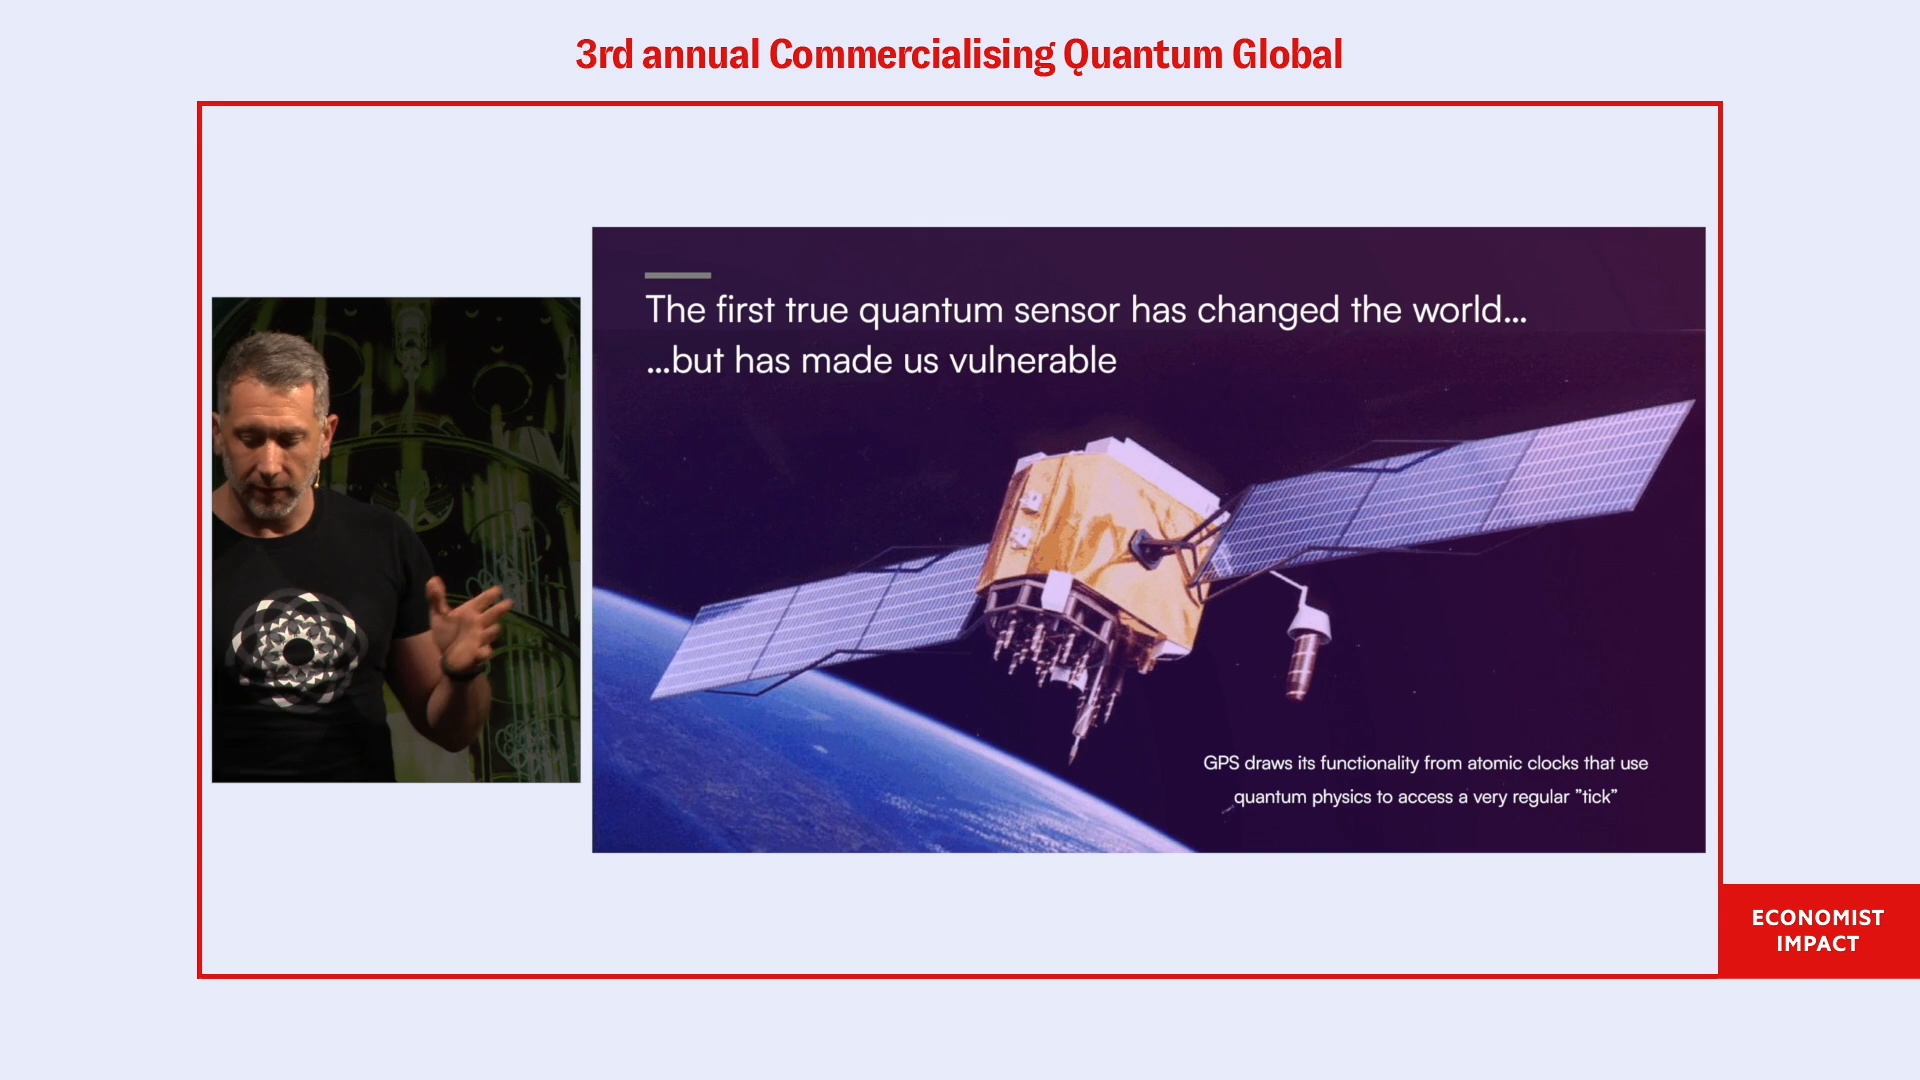 3rd annual Commercialising Quantum Global
The first true quantum sensor has changed the world...
...but has made us vulnerable
GPS draws its functionality from atomic clocks that use
quantum physics to access a very regular ”tick”
ECONOMIST
IMPACT